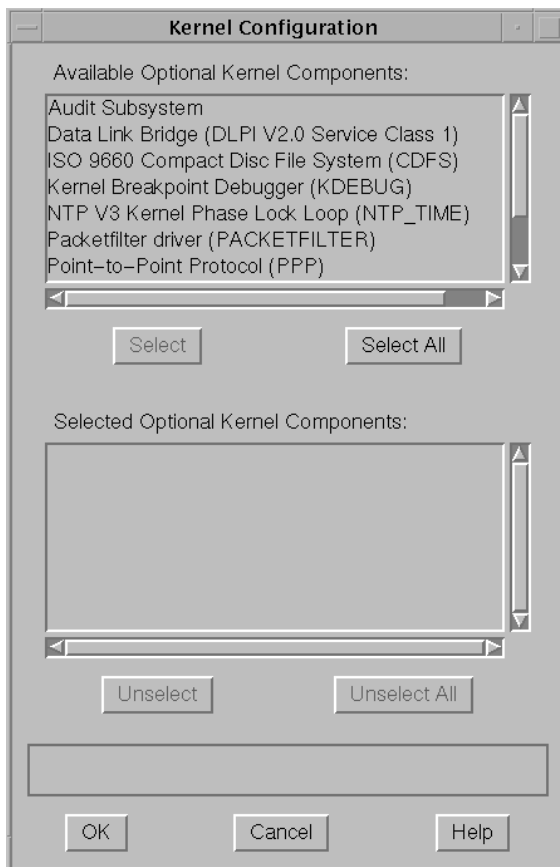 Kernel Configuration
Available Optional Kernel Components:
Audit Subsystem
Data Link Bridge (DLPI V2.0 Service Class 1)
ISO 9660 Compact Disc File System (CDFS)
Kernel Breakpoint Debugger (KDEBUG)
NTP V3 Kernel Phase Lock Loop (NTP_TIME)
Packetfilter driver (PACKETFILTER)
Point-to-Point Protocol (PPP)
Select Select All
Selected Optional Kernel Components:
Unselect Unselect All
OK Cancel Help